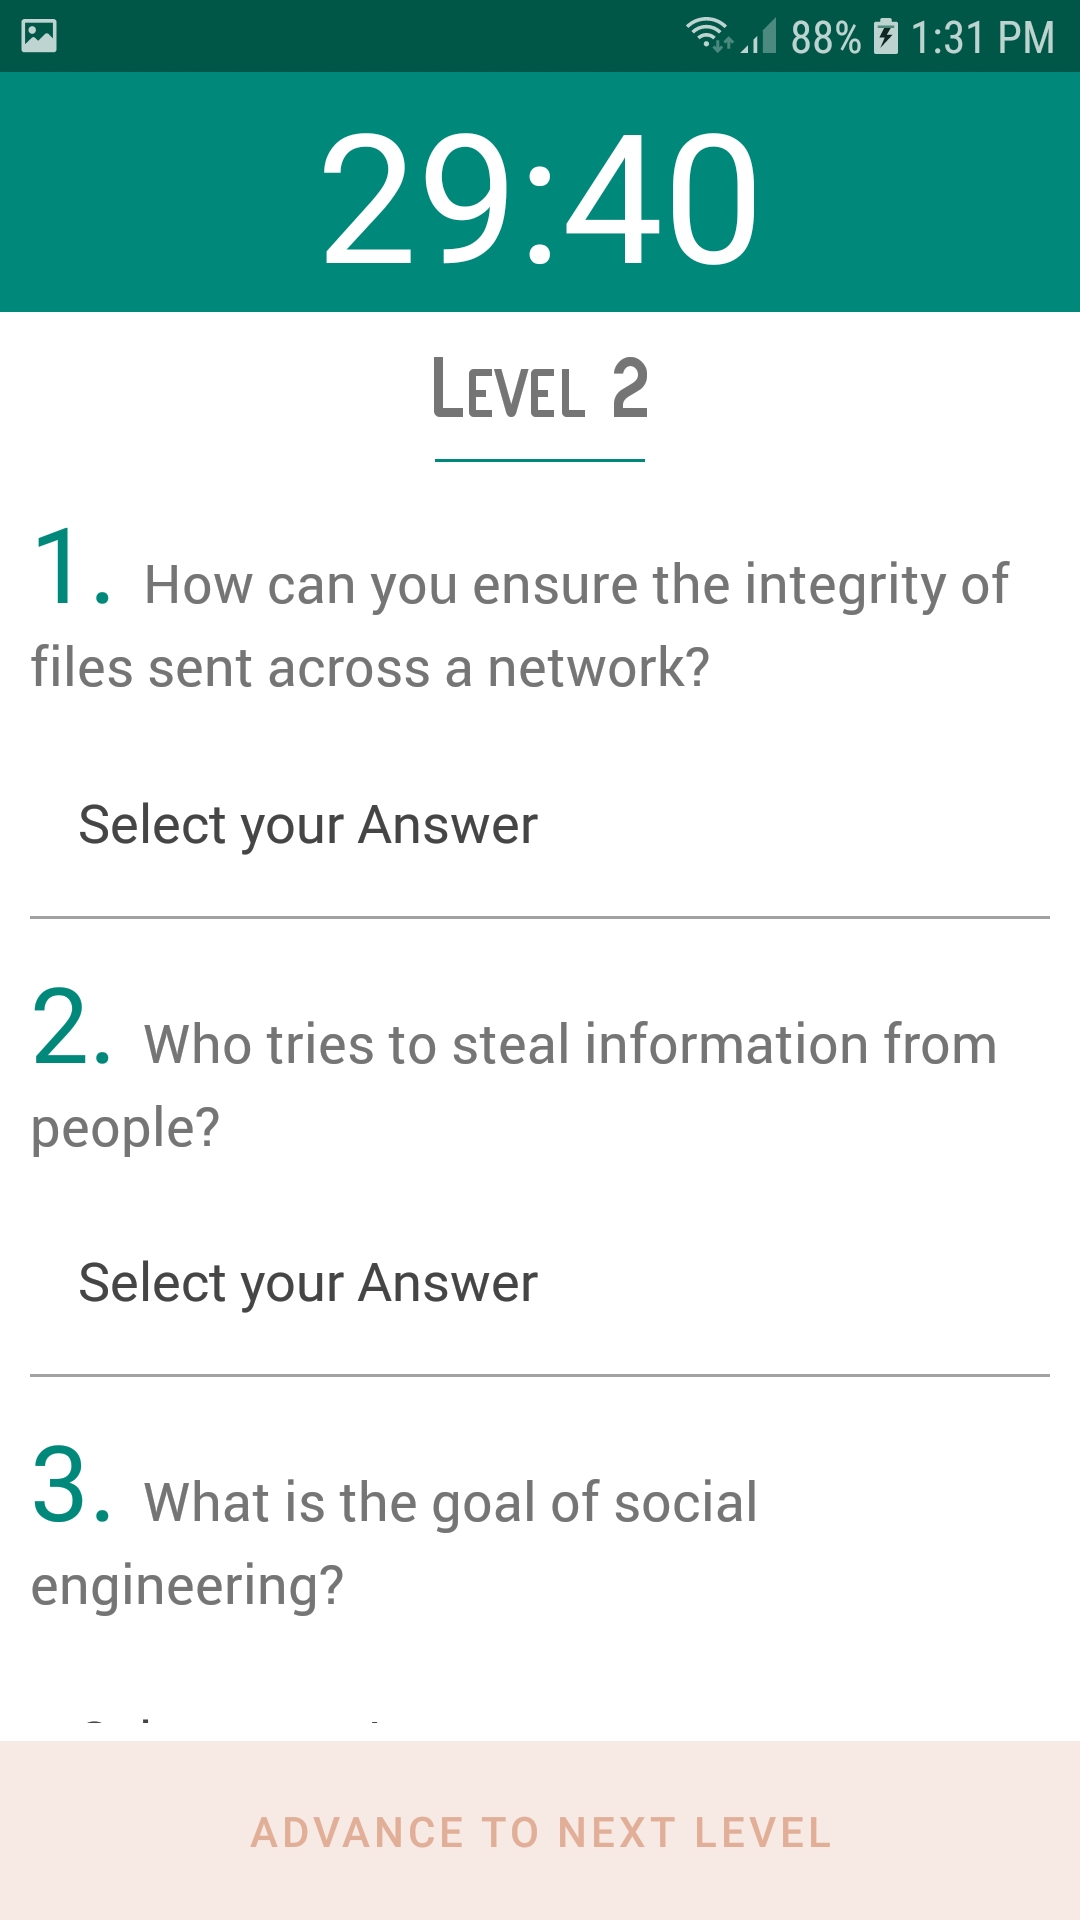 88% 1:31 PM
29:40
Level 2
1. How can you ensure the integrity of
files sent across a network?
Select your Answer
2. Who tries to steal information from
people?
Select your Answer
3. What is the goal of social
engineering?
ADVANCE TO NEXT LEVEL